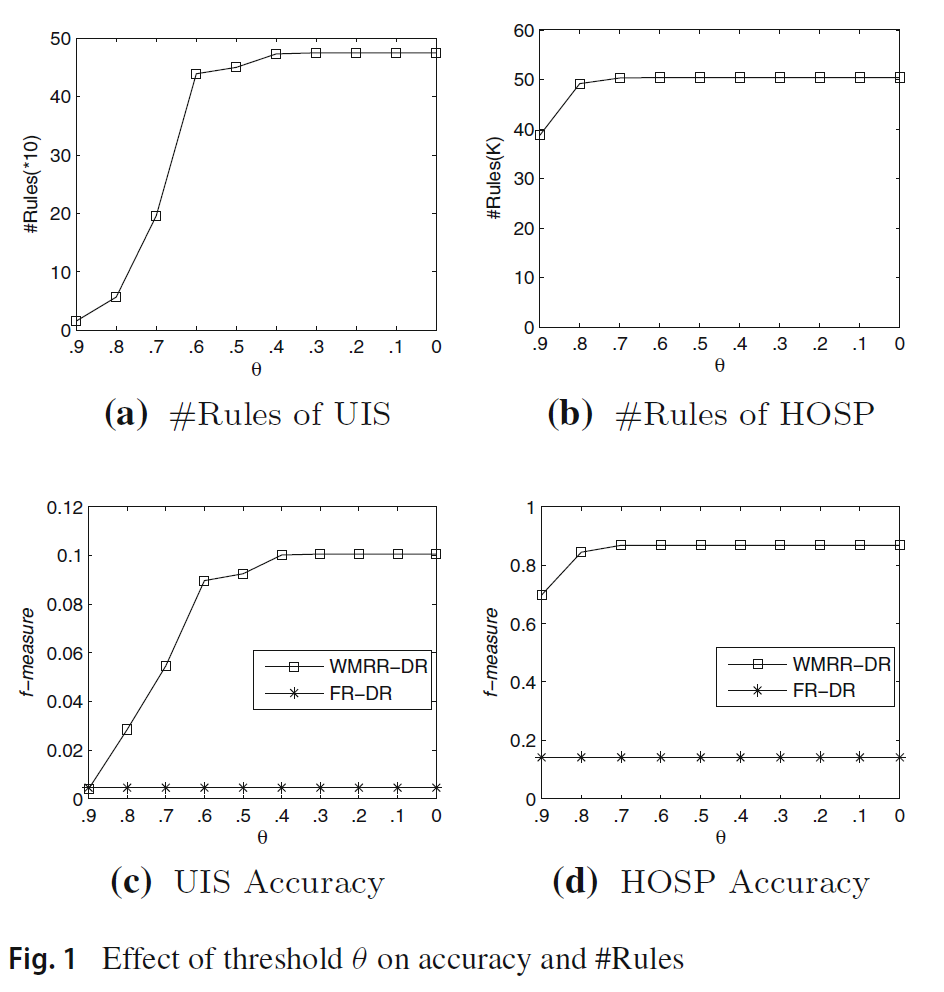 50
40
30
20
10
0
#Rules(*10)
.9 .8 .7 .6 .5 .4 .3 .2 .1 0
θ
(a) #Rules of UIS
60
50
40
30
20
10
0
#Rules(K)
.9 .8 .7 .6 .5 .4 .3 .2 .1 0
θ
(b) #Rules of HOSP
0.12
0.1
0.08
0.06
0.04
0.02
0
f−measure
WMRR−DR
FR−DR
.9 .8 .7 .6 .5 .4 .3 .2 .1 0
θ
(c) UIS Accuracy
1
0.8
0.6
0.4
0.2
0
f−measure
WMRR−DR
FR−DR
.9 .8 .7 .6 .5 .4 .3 .2 .1 0
θ
(d) HOSP Accuracy
Fig. 1 Effect of threshold θ on accuracy and #Rules